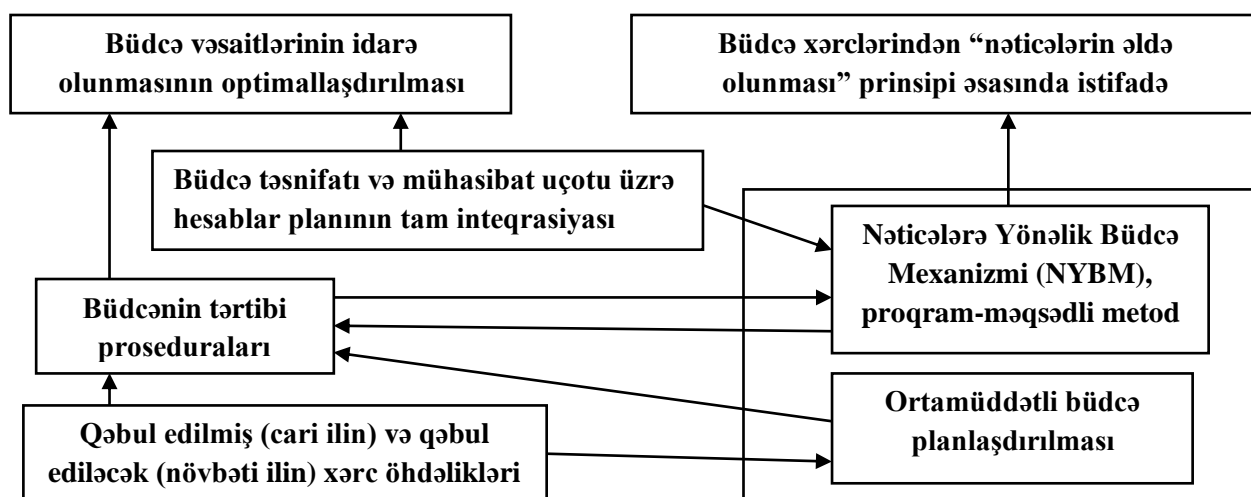 Büdcə vəsaitlərinin idarə
olunmasının optimallaşdırılması
Büdcə xərclərindən “nəticələrin əldə
olunması” prinsipi əsasında istifadə
Büdcə təsnifatı və mühasibat uçotu üzrə
hesablar planının tam inteqrasiyası
Nəticələrə Yönəlik Büdcə
Mexanizmi (NYBM),
proqram-məqsədli metod
Büdcənin tərtibi
proseduraları
Ortamüddətli büdcə
planlaşdırılması
Qəbul edilmiş (cari ilin) və qəbul
ediləcək (növbəti ilin) xərc öhdəlikləri